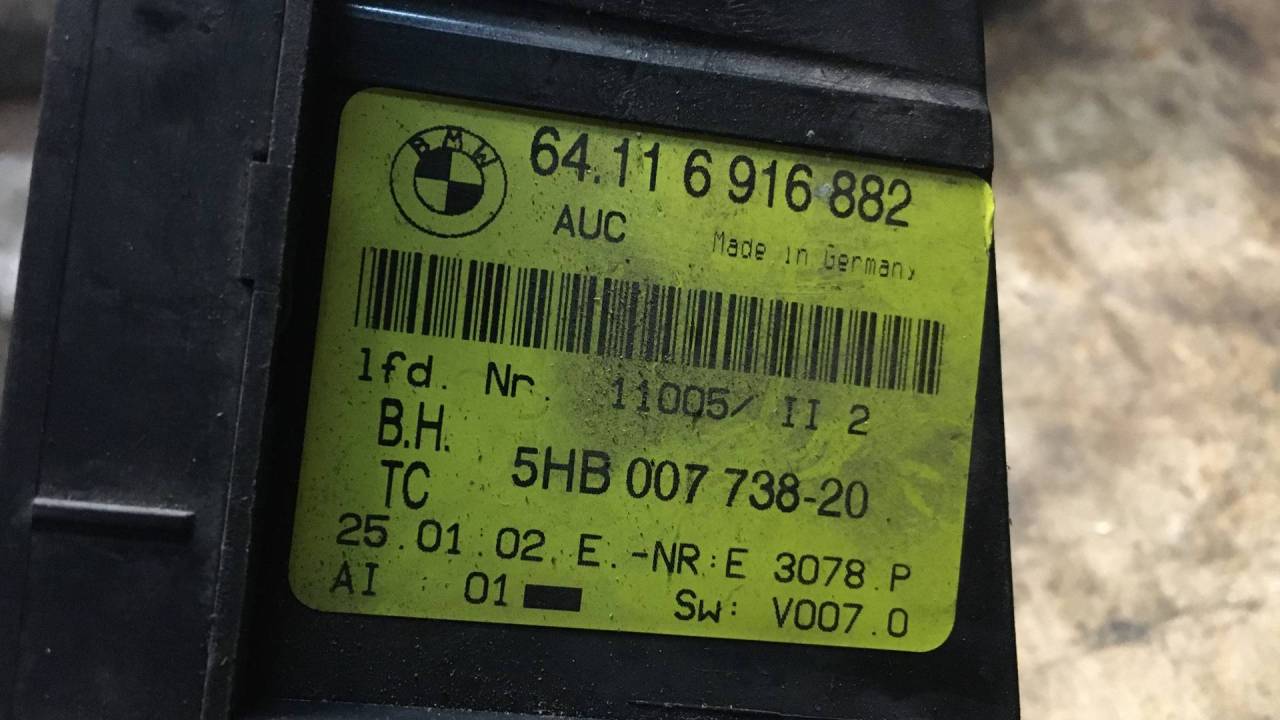 BMW
64.11 6 916 882
AUC
Made in Germany
lfd. Nr. 11005/ II 2
B.H.
TC
5HB 007 738-20
25.01.02 E.-NR:E 3078.P
AI 01
Sw: V007.0